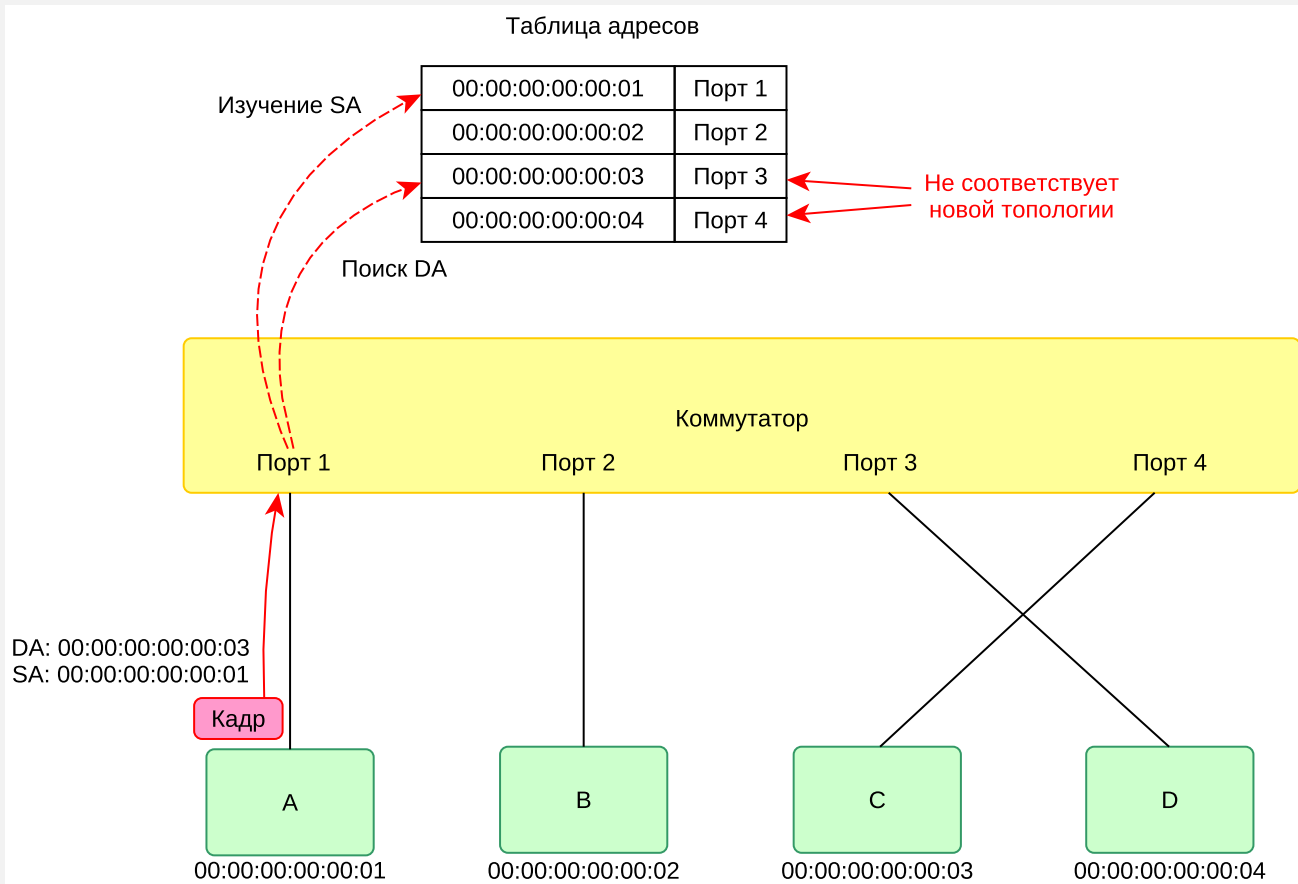 Таблица адресов
Изучение SA
00:00:00:00:00:01 Порт 1
00:00:00:00:00:02 Порт 2
00:00:00:00:00:03 Порт 3
00:00:00:00:00:04 Порт 4
Не соответствует
новой топологии
Поиск DA
Коммутатор
Порт 1 Порт 2 Порт 3 Порт 4
DA: 00:00:00:00:00:03
SA: 00:00:00:00:00:01
Кадр
A B C D
00:00:00:00:00:01 00:00:00:00:00:02 00:00:00:00:00:03 00:00:00:00:00:04